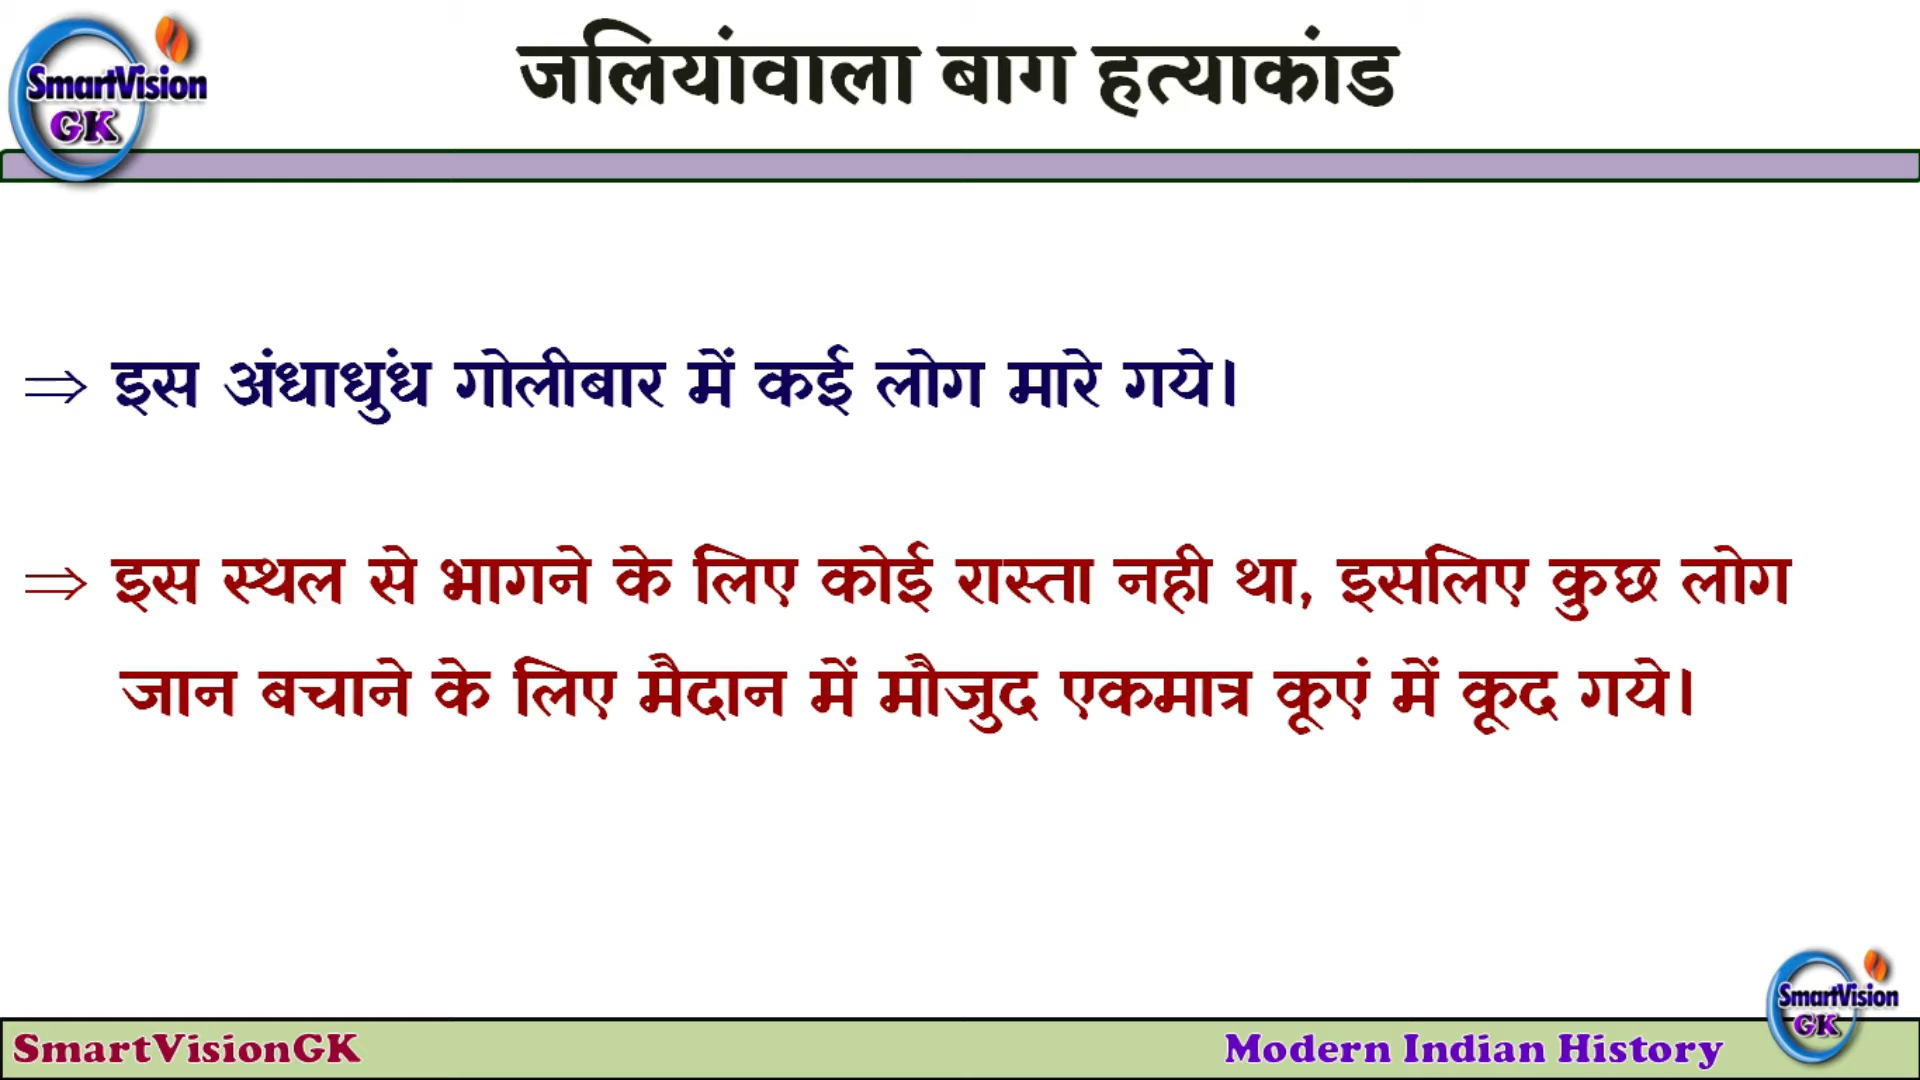 SmartVision
GK
जलियांवाला बाग हत्याकांड
⇒ इस अंधाधुंध गोलीबार में कई लोग मारे गये।
⇒ इस स्थल से भागने के लिए कोई रास्ता नही था, इसलिए कुछ लोग
जान बचाने के लिए मैदान में मौजुद एकमात्र कूएं में कूद गये।
SmartVision
GK
SmartVisionGK
Modern Indian History